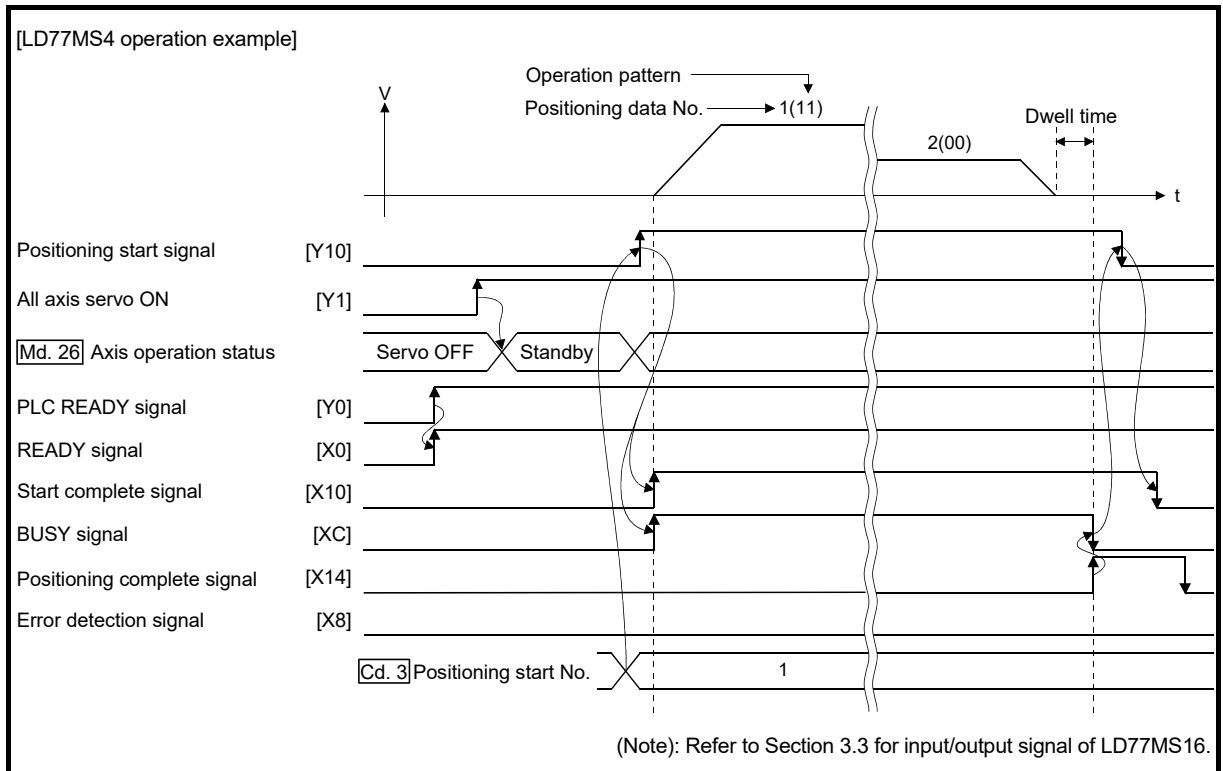 [LD77MS4 operation example]
Operation pattern
V
Positioning data No.
1(11)
Dwell time
2(00)
t
Positioning start signal [Y10]
All axis servo ON [Y1]
Md. 26 Axis operation status
Servo OFF
Standby
PLC READY signal [Y0]
READY signal [X0]
Start complete signal [X10]
BUSY signal [XC]
Positioning complete signal [X14]
Error detection signal [X8]
Cd. 3 Positioning start No.
1
(Note): Refer to Section 3.3 for input/output signal of LD77MS16.